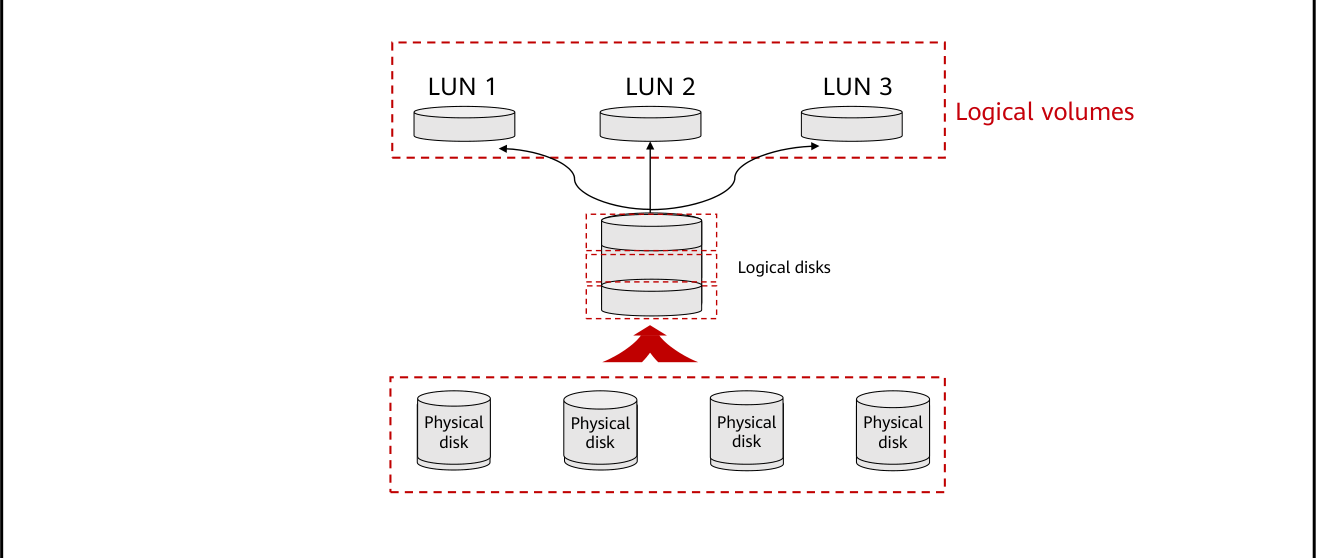 LUN 1
LUN 2
LUN 3
Logical volumes
Logical disks
Physical
disk
Physical
disk
Physical
disk
Physical
disk